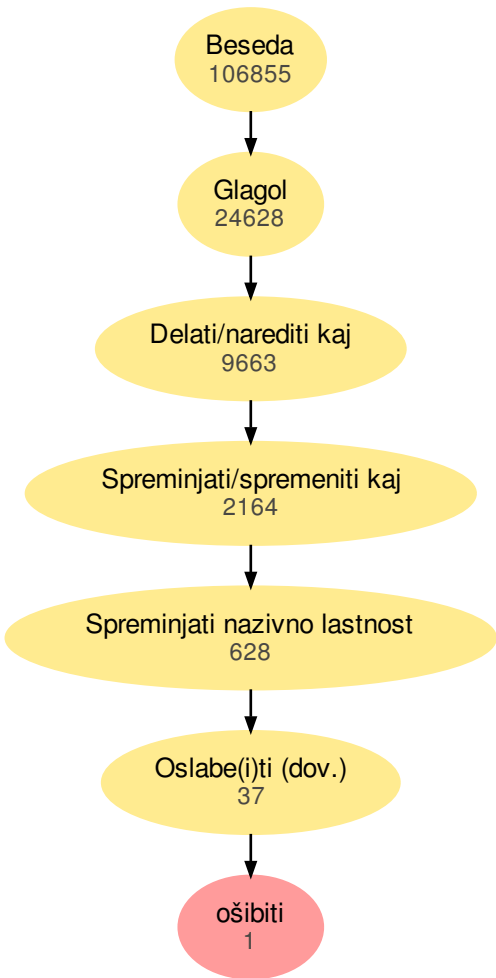 Beseda
106855
Glagol
24628
Delati/narediti kaj
9663
Spreminjati/spremeniti kaj
2164
Spreminjati nazivno lastnost
628
Oslabe(i)ti (dov.)
37
ošibiti
1